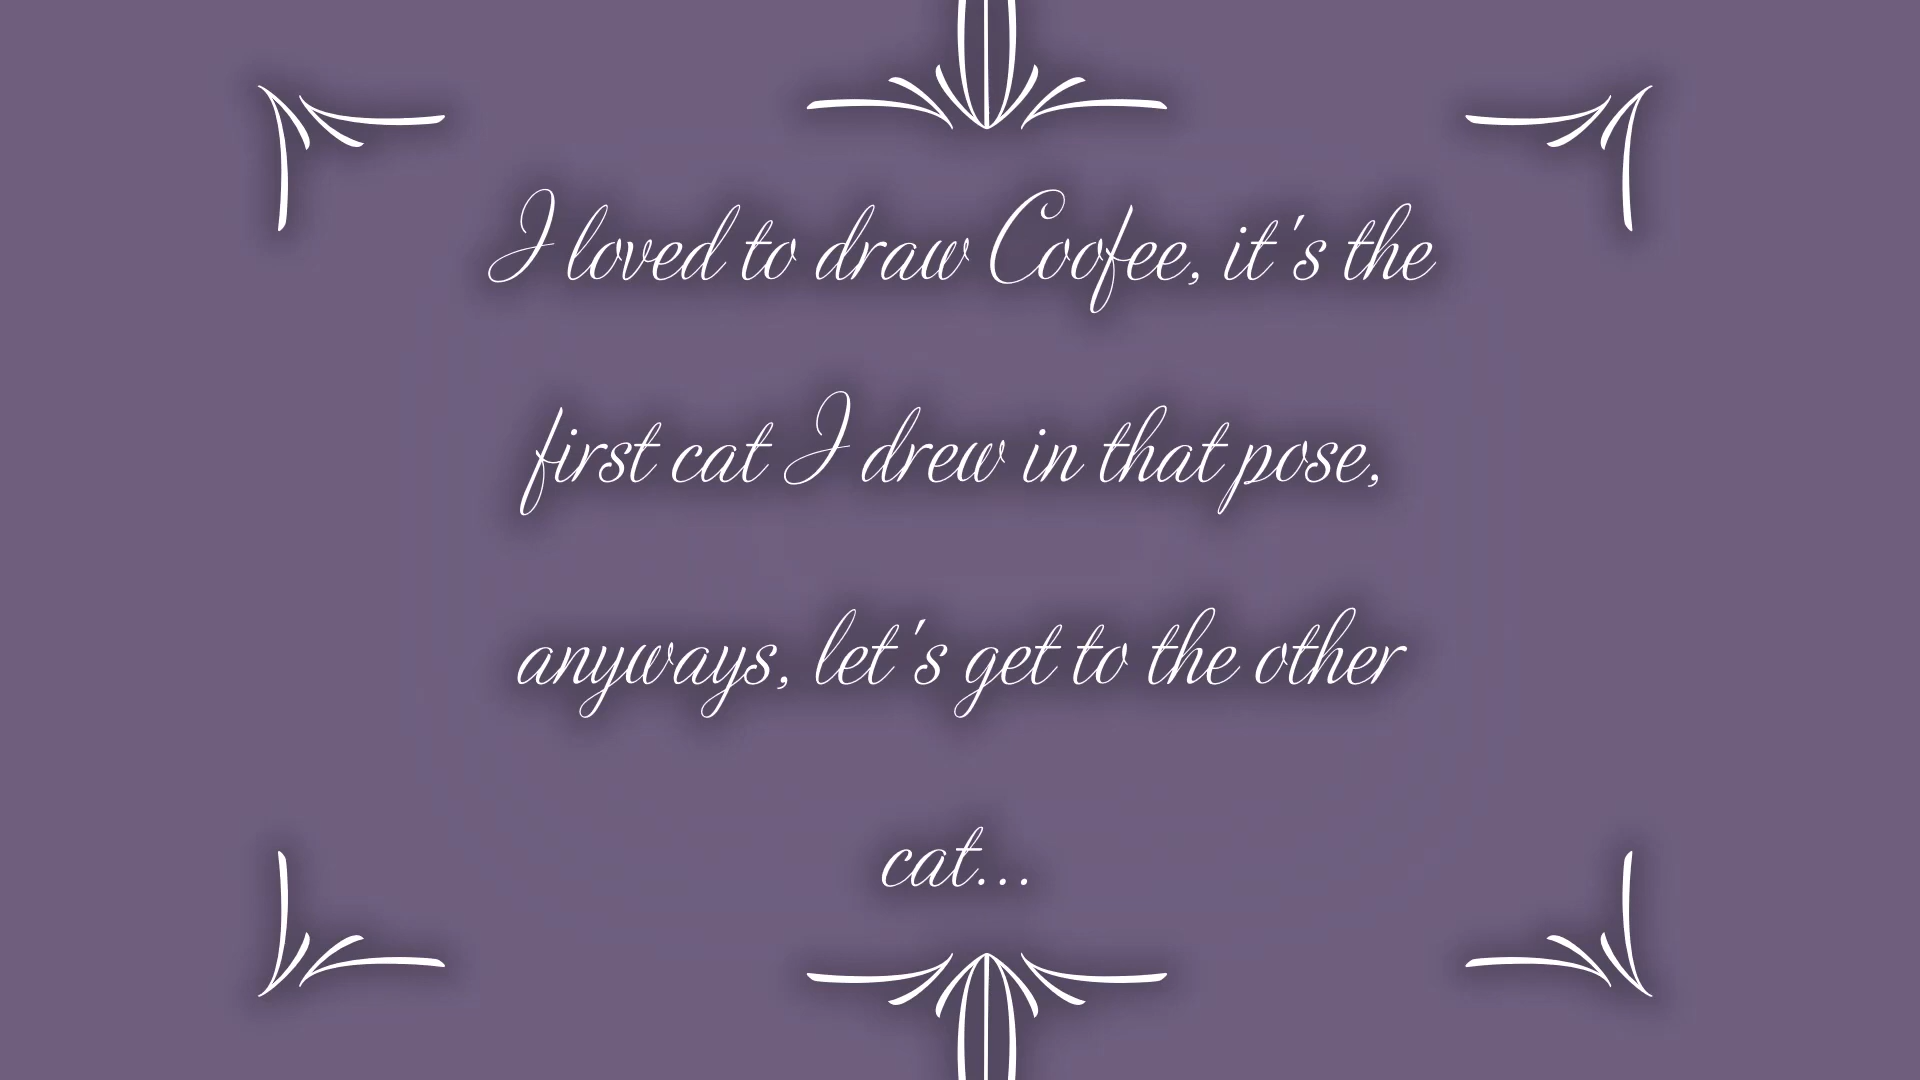 I loved to draw Coofee, it's the
first cat I drew in that pose,
anyways, let's get to the other
cat...